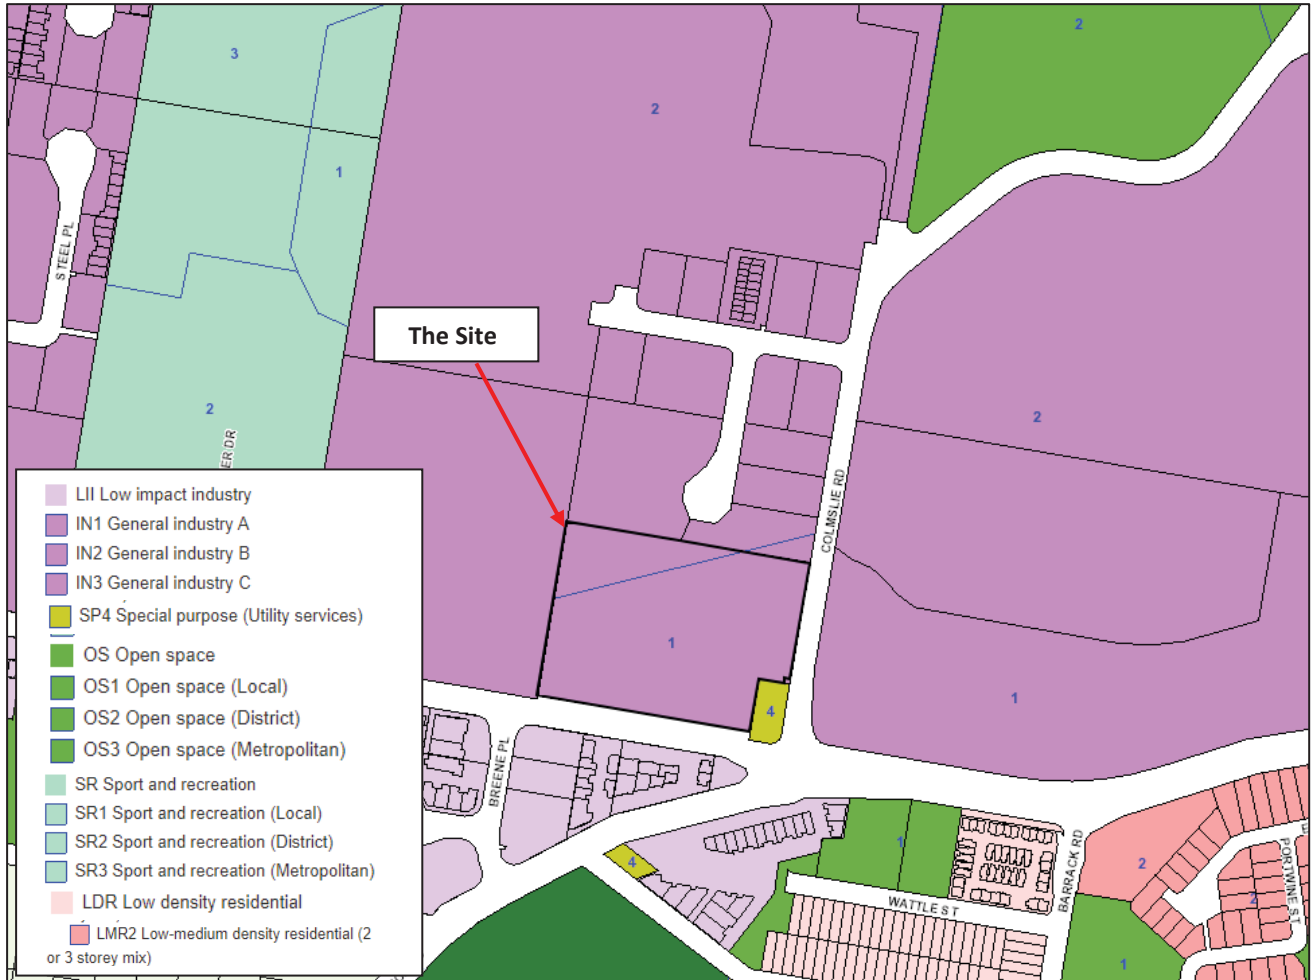 2
3
2
1
STEEL PL
The Site
2
ER DR
2
COLMSLIE RD
1
1
4
BREENE PL
1
4
2
2
BARRACK RD
WATTLE ST
PORTWINE ST
1
LII Low impact industry
IN1 General industry A
IN2 General industry B
IN3 General industry C
SP4 Special purpose (Utility services)
OS Open space
OS1 Open space (Local)
OS2 Open space (District)
OS3 Open space (Metropolitan)
SR Sport and recreation
SR1 Sport and recreation (Local)
SR2 Sport and recreation (District)
SR3 Sport and recreation (Metropolitan)
LDR Low density residential
LMR2 Low-medium density residential (2
or 3 storey mix)